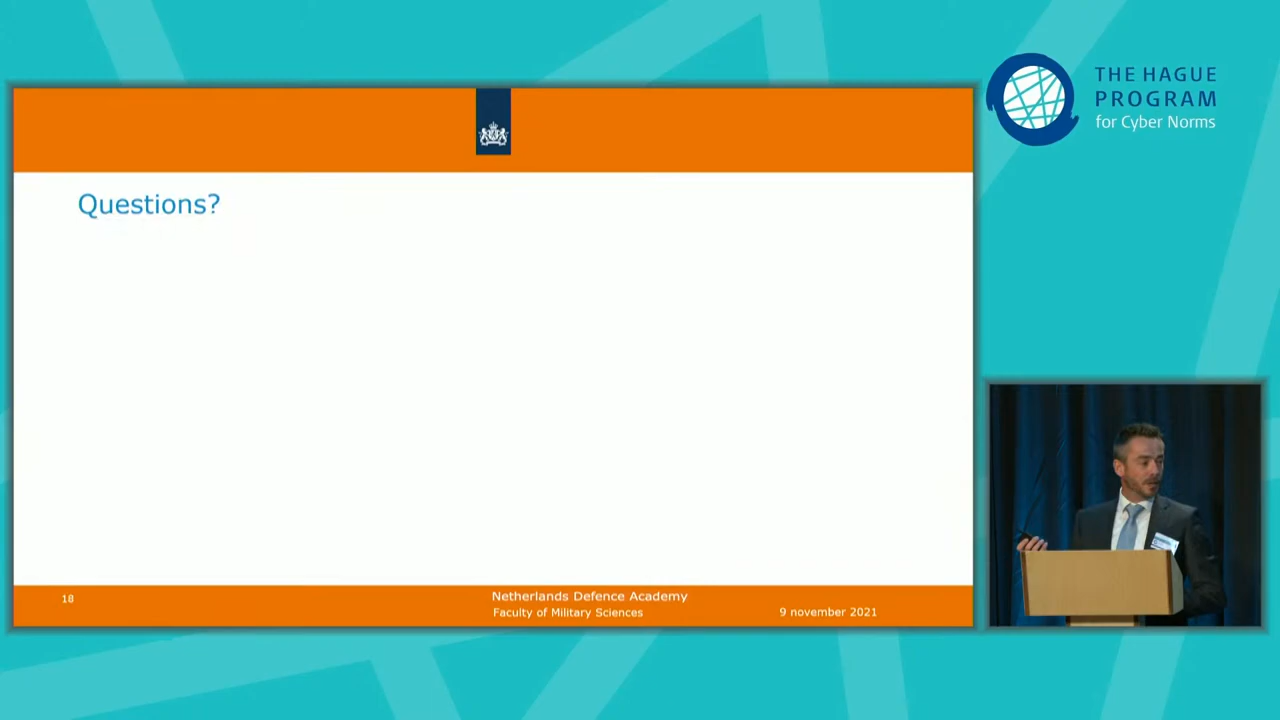 THE HAGUE
PROGRAM
for Cyber Norms
Questions?
18
Netherlands Defence Academy
Faculty of Military Sciences
9 november 2021